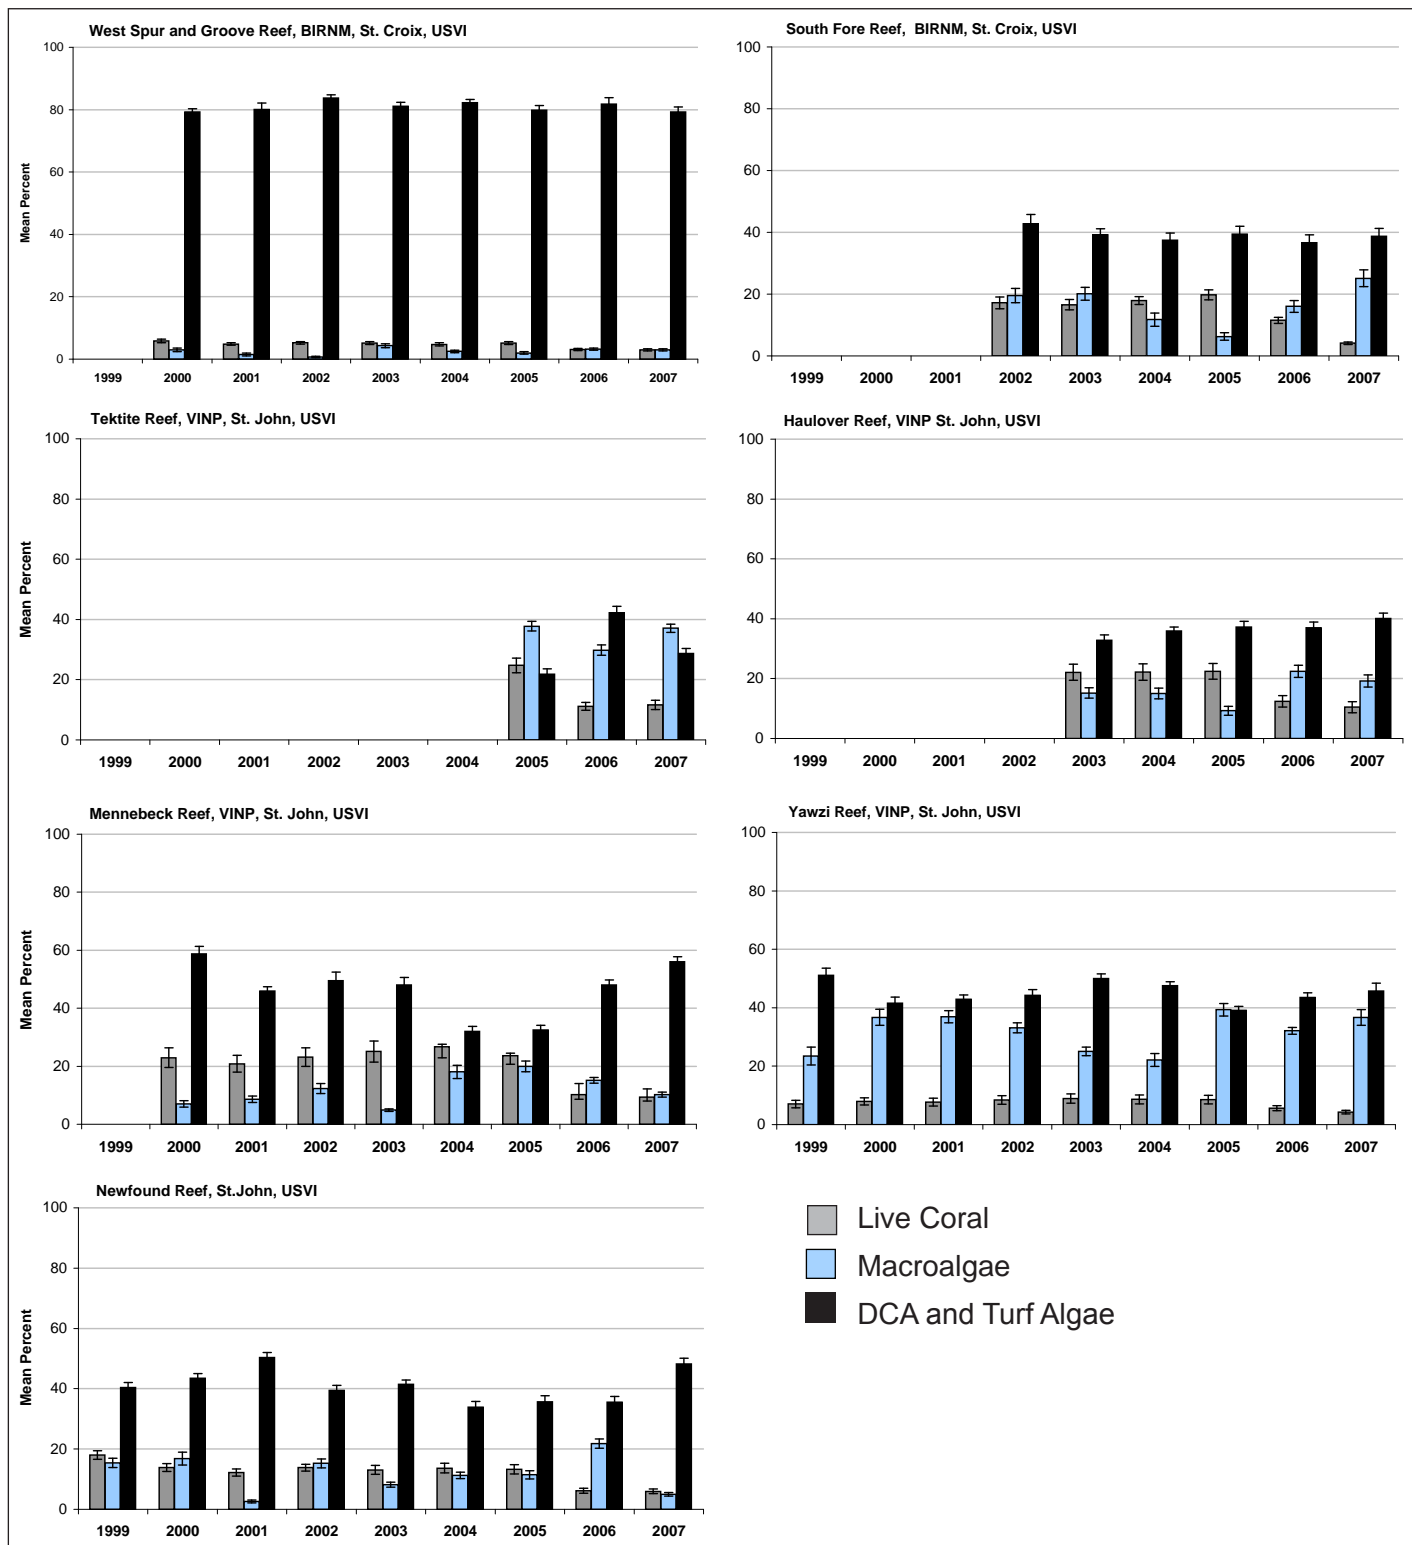 West Spur and Groove Reef, BIRNM, St. Croix, USVI
Mean Percent
100
80
60
40
20
0
1999 2000 2001 2002 2003 2004 2005 2006 2007
South Fore Reef, BIRNM, St. Croix, USVI
100
80
60
40
20
0
1999 2000 2001 2002 2003 2004 2005 2006 2007
Tektite Reef, VINP, St. John, USVI
Mean Percent
100
80
60
40
20
0
1999 2000 2001 2002 2003 2004 2005 2006 2007
Haulover Reef, VINP St. John, USVI
100
80
60
40
20
0
1999 2000 2001 2002 2003 2004 2005 2006 2007
Mennebeck Reef, VINP, St. John, USVI
Mean Percent
100
80
60
40
20
0
1999 2000 2001 2002 2003 2004 2005 2006 2007
Yawzi Reef, VINP, St. John, USVI
100
80
60
40
20
0
1999 2000 2001 2002 2003 2004 2005 2006 2007
Newfound Reef, St.John, USVI
Mean Percent
100
80
60
40
20
0
1999 2000 2001 2002 2003 2004 2005 2006 2007
Live Coral
Macroalgae
DCA and Turf Algae